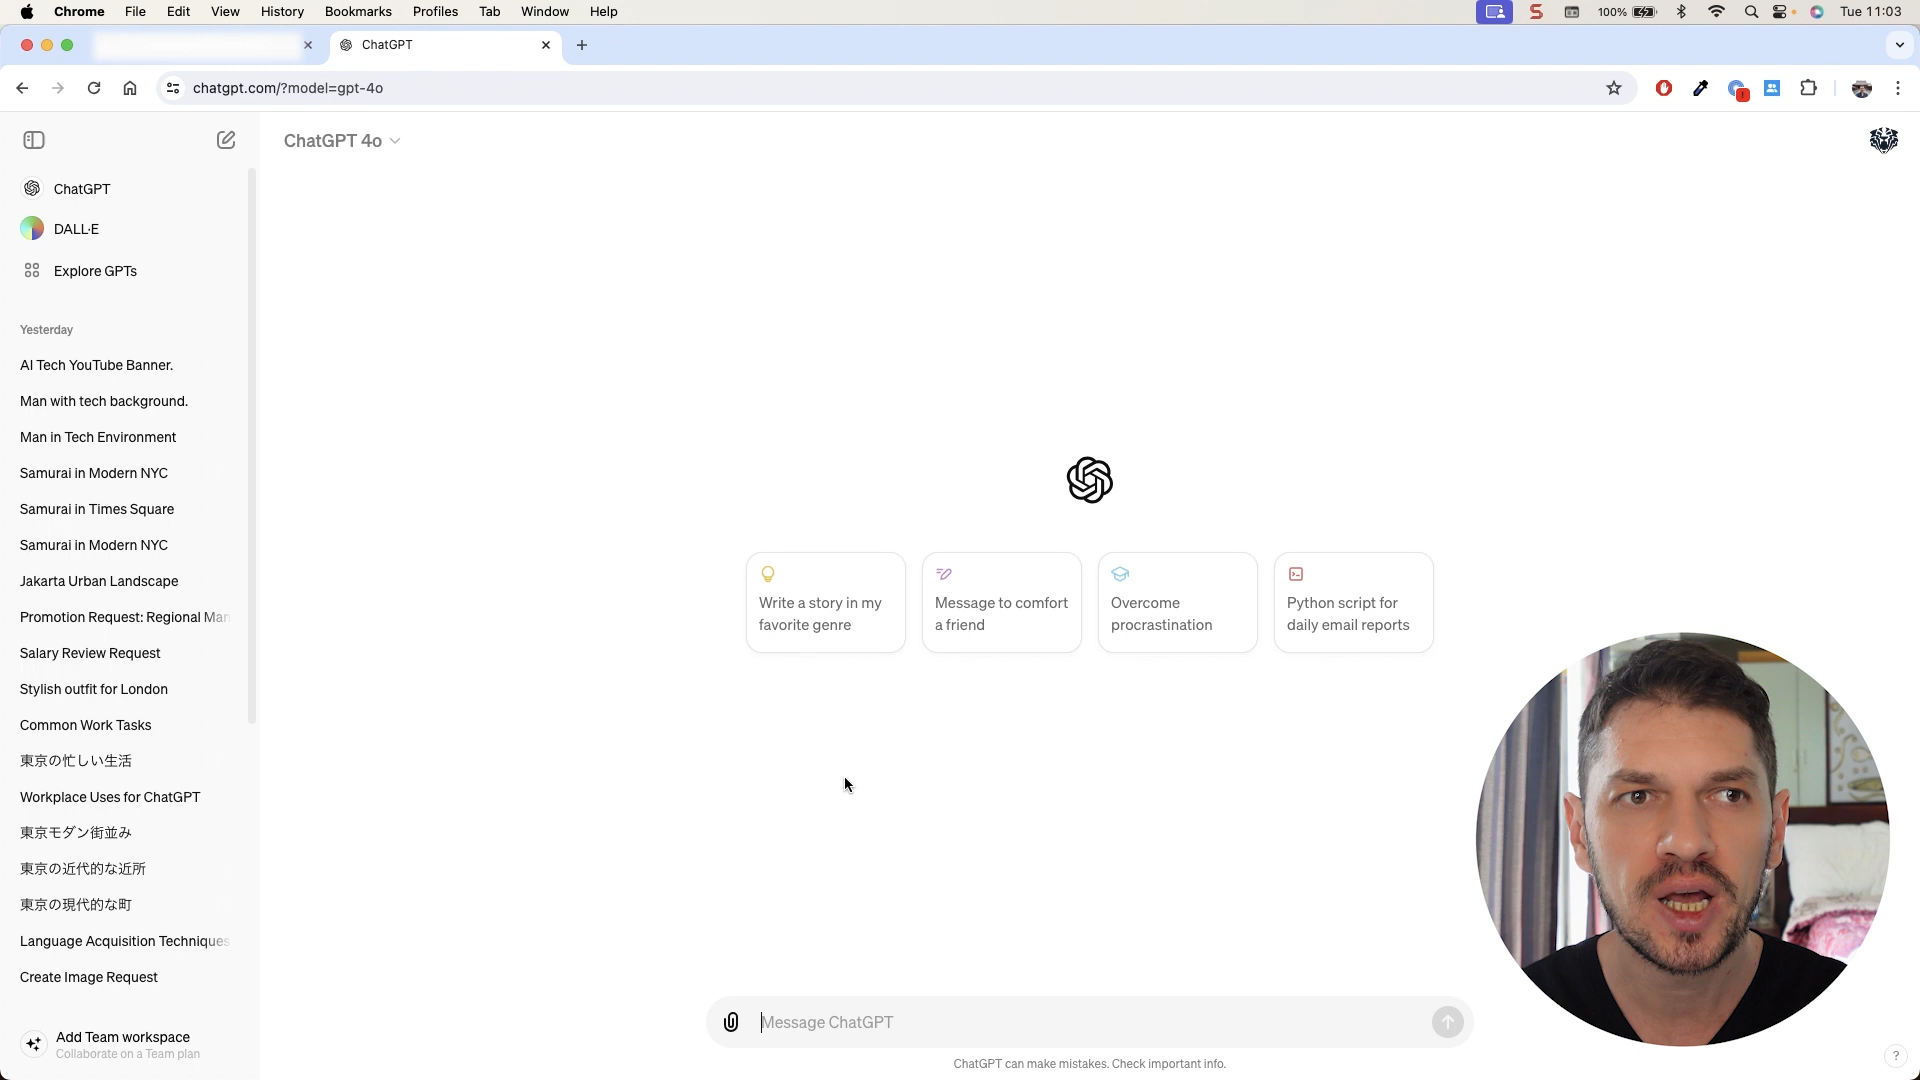 Chrome File Edit View History Bookmarks Profiles Tab Window Help
100% Tue 11:03
ChatGPT
chatgpt.com/?model=gpt-4o
ChatGPT 4o
ChatGPT
DALL·E
Explore GPTs
Yesterday
AI Tech YouTube Banner.
Man with tech background.
Man in Tech Environment
Samurai in Modern NYC
Samurai in Times Square
Samurai in Modern NYC
Jakarta Urban Landscape
Promotion Request: Regional Man
Salary Review Request
Stylish outfit for London
Common Work Tasks
東京の忙しい生活
Workplace Uses for ChatGPT
東京モダン街並み
東京の近代的な近所
東京の現代的な町
Language Acquisition Techniques
Create Image Request
Add Team workspace
Collaborate on a Team plan
Write a story in my
favorite genre
Message to comfort
a friend
Overcome
procrastination
Python script for
daily email reports
Message ChatGPT
ChatGPT can make mistakes. Check important info.
?